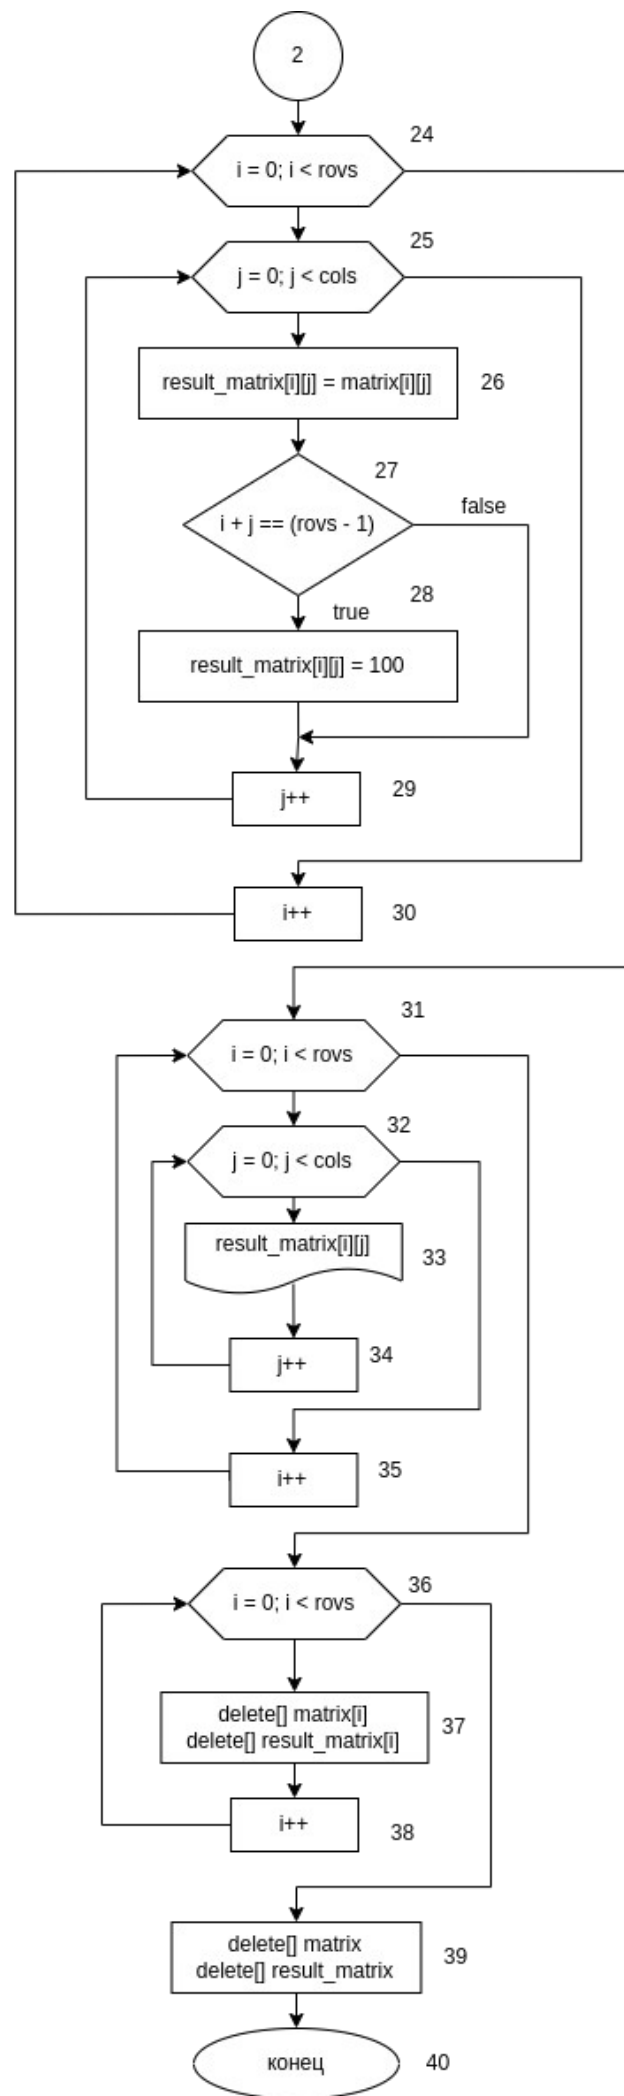 2
24
i = 0; i < rovs
25
j = 0; j < cols
result_matrix[i][j] = matrix[i][j]
26
27
i + j == (rovs - 1)
false
28
true
result_matrix[i][j] = 100
j++
29
i++
30
31
i = 0; i < rovs
32
j = 0; j < cols
result_matrix[i][j]
33
j++
34
i++
35
36
i = 0; i < rovs
delete[] matrix[i]
delete[] result_matrix[i]
37
i++
38
delete[] matrix
delete[] result_matrix
39
конец
40